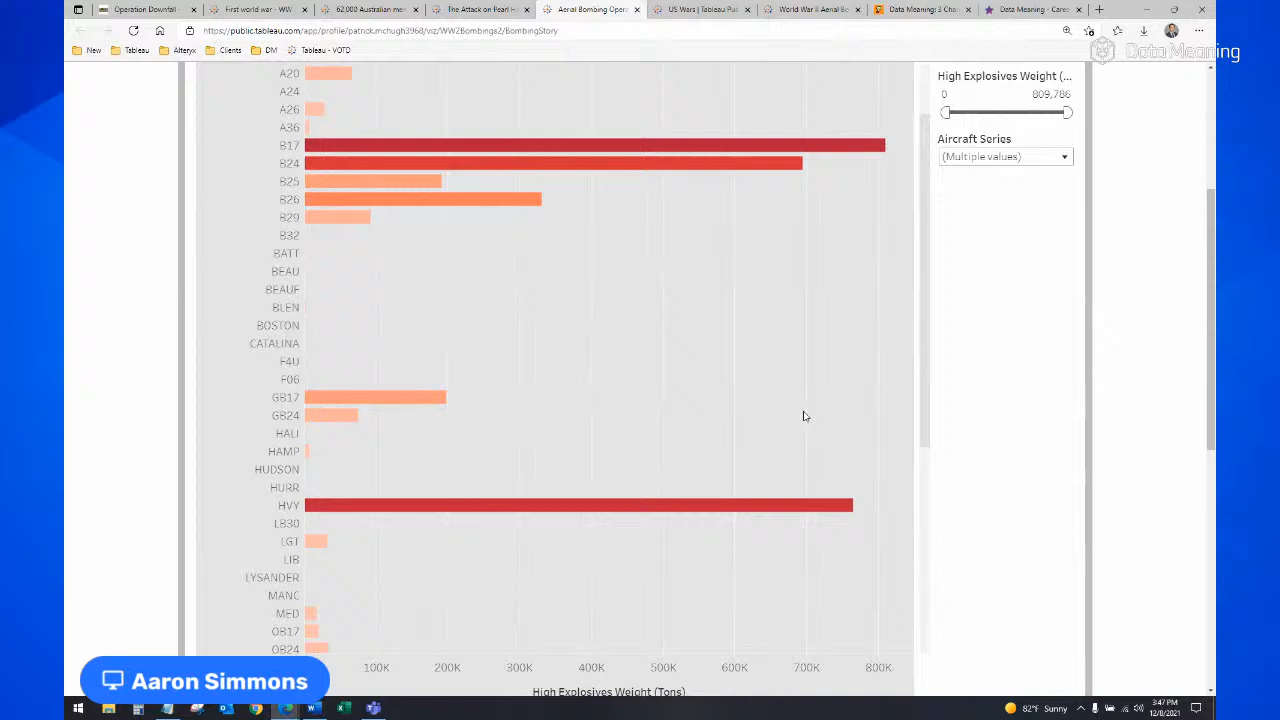 Operation Downfall -
First world war – WW
62,000 Australian me
The Attack on Pearl H
Aerial Bombing Opera
US Wars | Tableau Pu
World War II Aerial Bo
Data Meaning: 3 Cha
Data Meaning - Care
https://public.tableau.com/app/profile/patrick.mchugh3968/viz/WW2Bombings2/BombingStory
New
Tableau
Alteryx
Clients
DM
Tableau - VOTD
Data Meaning
A20
A24
A26
A36
B17
B24
B25
B26
B29
B32
BATT
BEAU
BEAUF
BLEN
BOSTON
CATALINA
F4U
F06
GB17
GB24
HALI
HAMP
HUDSON
HURR
HVY
LB30
LGT
LIB
LYSANDER
MANC
MED
OB17
OB24
100K 200K 300K 400K 500K 600K 700K 800K
High Explosives Weight (Tons)
High Explosives Weight (...
0 809,786
Aircraft Series
(Multiple values)
Aaron Simmons
82°F Sunny
3:47 PM
12/8/2021